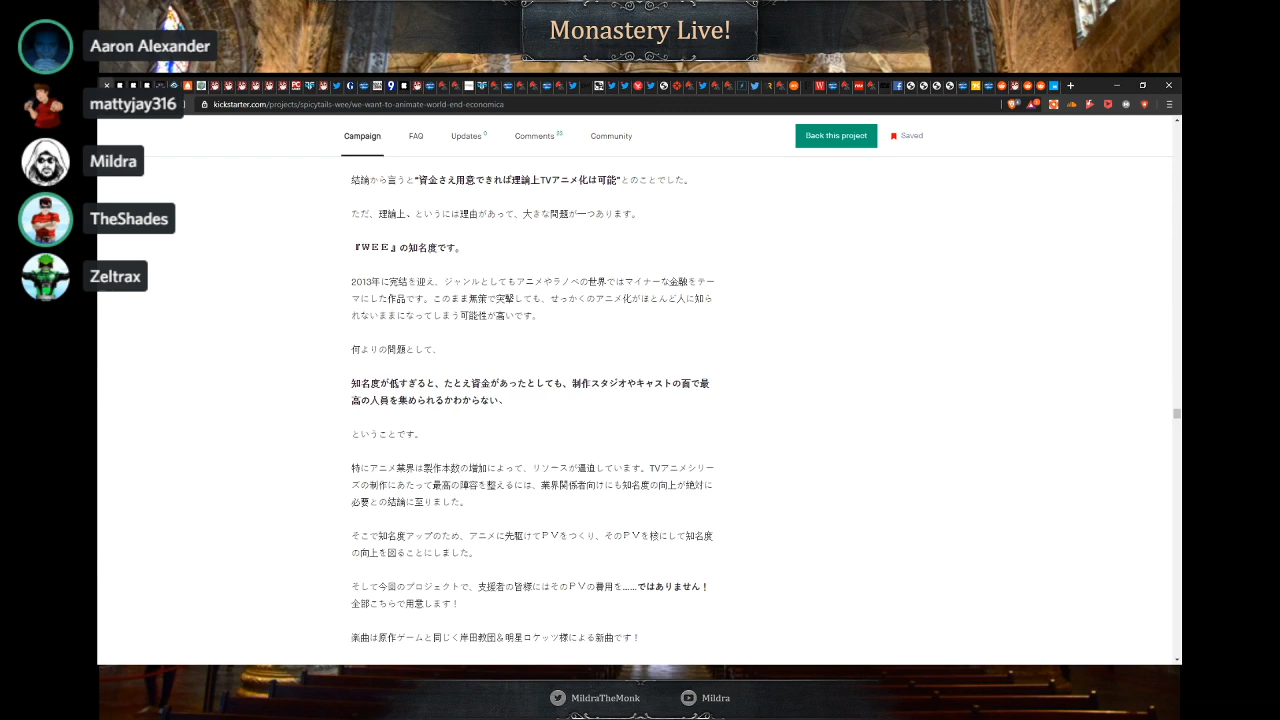 Monastery Live!
Aaron Alexander
mattyjay316
Mildra
TheShades
Zeltrax
kickstarter.com/projects/spicytails-wee/we-want-to-animate-world-end-economica
Campaign FAQ Updates 0 Comments 23 Community Back this project Saved
結論から言うと"資金さえ用意できれば理論上TVアニメ化は可能"とのことでした。
ただ、理論上、というには理由があって、大きな問題が一つあります。
『ＷＥＥ』の知名度です。
2013年に完結を迎え、ジャンルとしてもアニメやラノベの世界ではマイナーな金融をテー
マにした作品です。このまま無策で突撃しても、せっかくのアニメ化がほとんど人に知ら
れないままになってしまう可能性が高いです。
何よりの問題として、
知名度が低すぎると、たとえ資金があったとしても、制作スタジオやキャストの面で最
高の人員を集められるかわからない、
ということです。
特にアニメ業界は製作本数の増加によって、リソースが逼迫しています。TVアニメシリー
ズの制作にあたって最高の陣容を整えるには、業界関係者向けにも知名度の向上が絶対に
必要との結論に至りました。
そこで知名度アップのため、アニメに先駆けてＰＶをつくり、そのＰＶを核にして知名度
の向上を図ることにしました。
そして今回のプロジェクトで、支援者の皆様にはそのＰＶの費用を……ではありません！
全部こちらで用意します！
楽曲は原作ゲームと同じく岸田教団＆明星ロケッツ様による新曲です！
MildraTheMonk Mildra